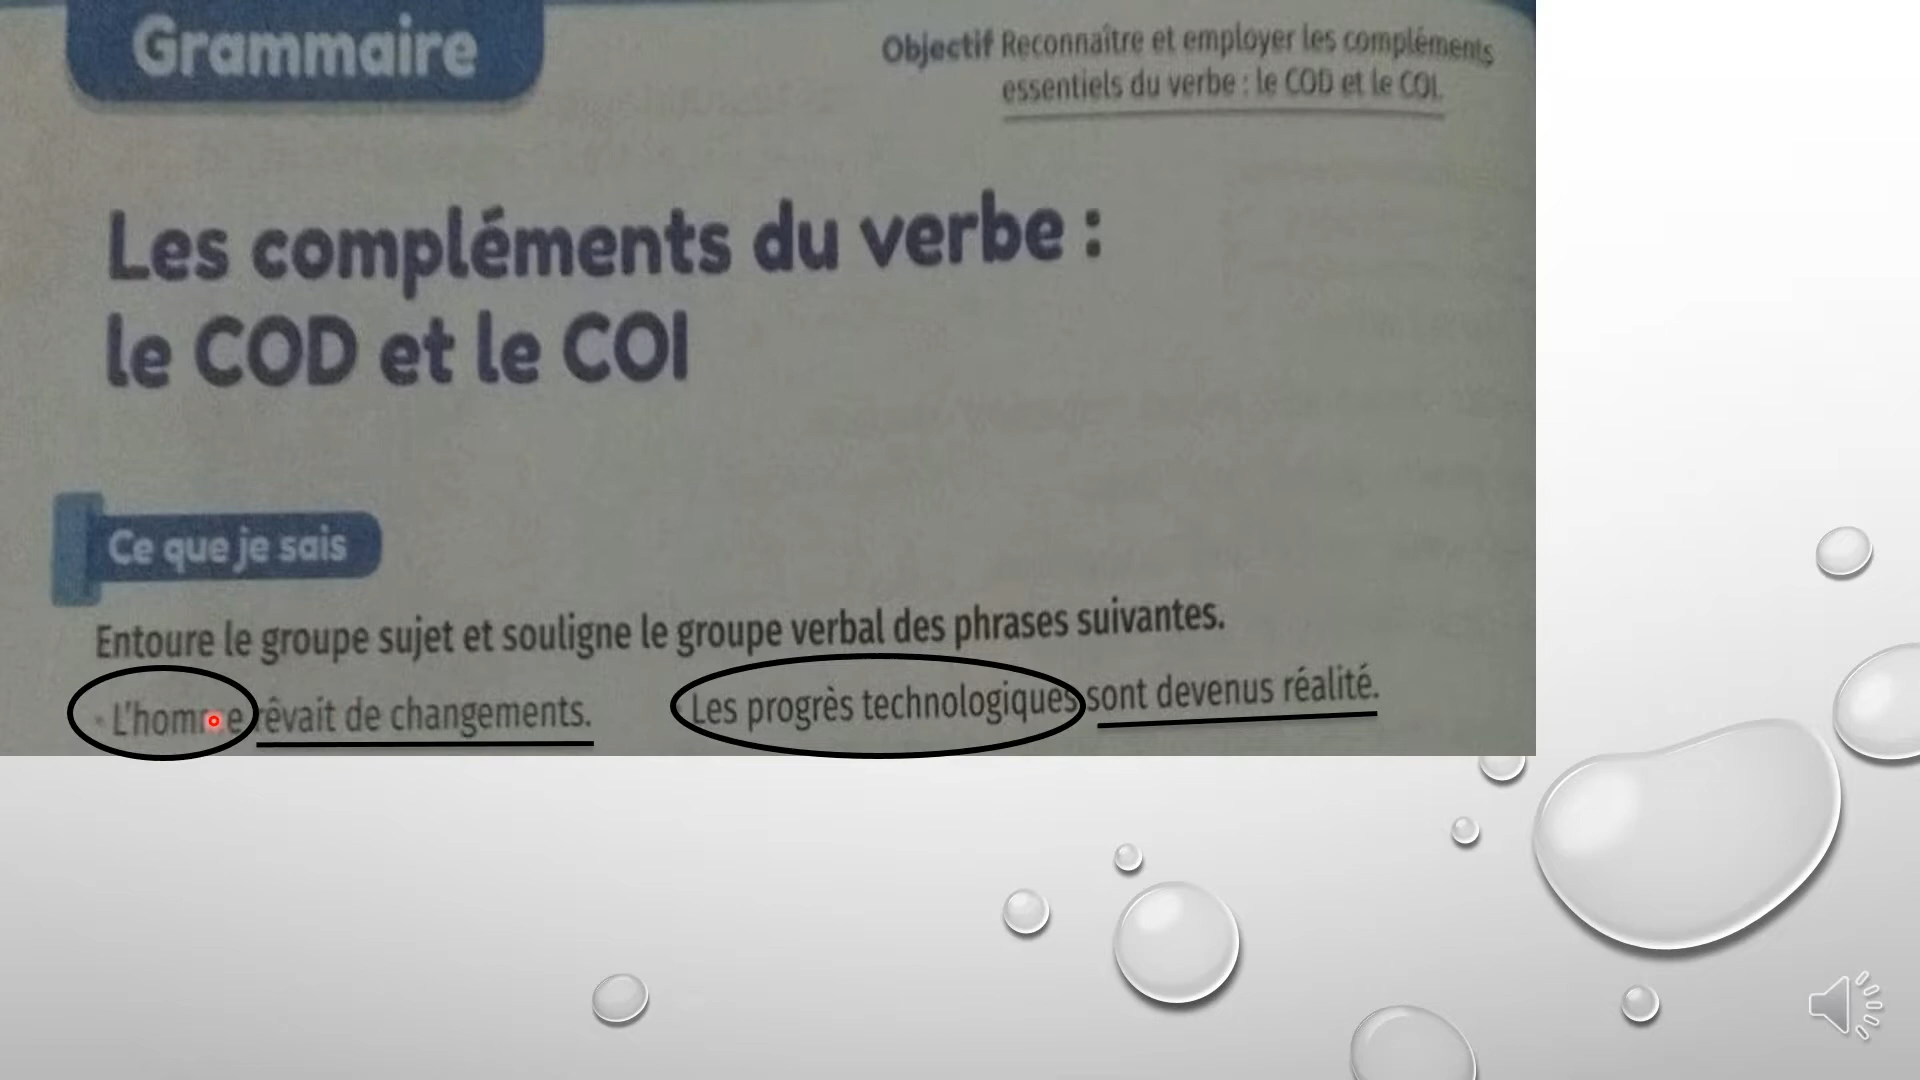 Grammaire
Objectif Reconnaître et employer les compléments
essentiels du verbe : le COD et le COI.
Les compléments du verbe :
le COD et le COI
Ce que je sais
Entoure le groupe sujet et souligne le groupe verbal des phrases suivantes.
• L'homme rêvait de changements. Les progrès technologiques sont devenus réalité.